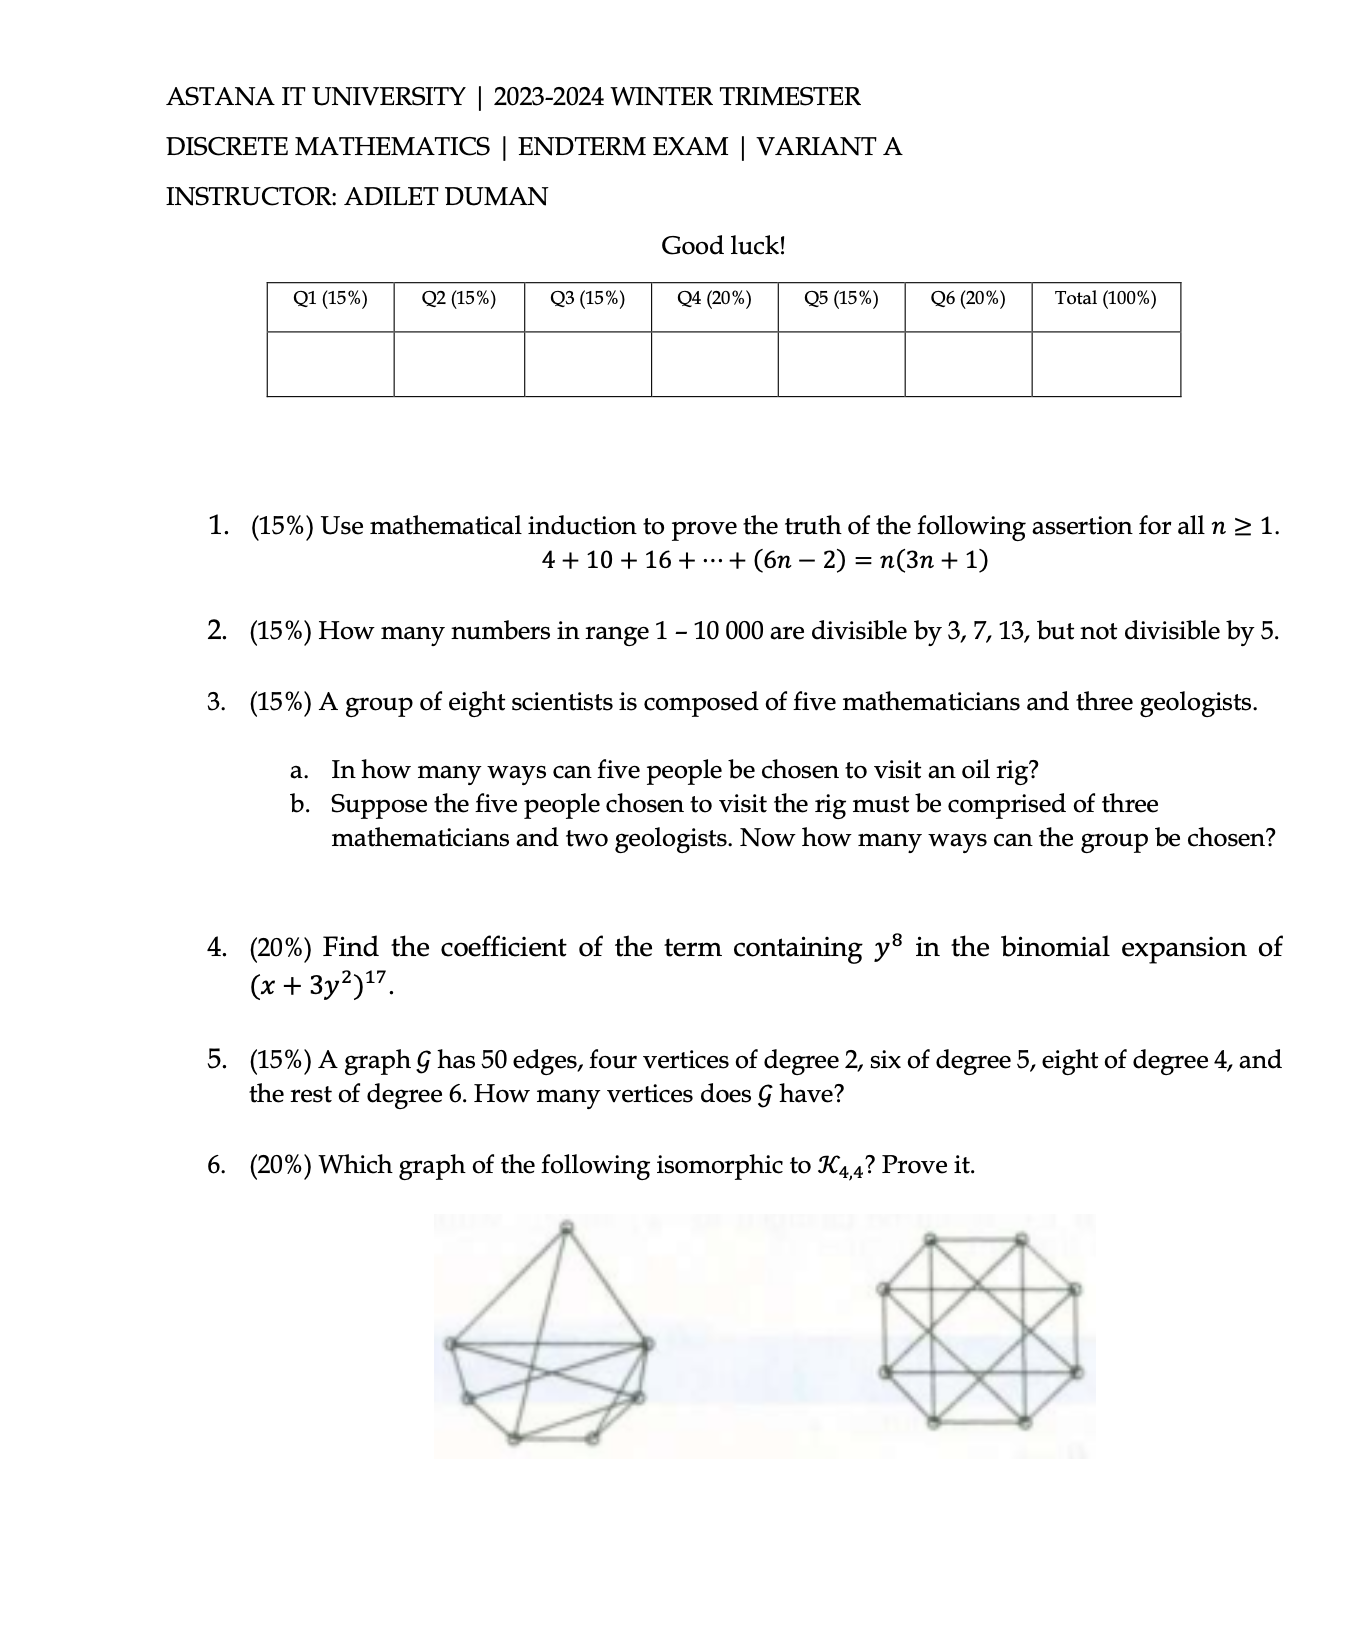 ASTANA IT UNIVERSITY | 2023-2024 WINTER TRIMESTER
DISCRETE MATHEMATICS | ENDTERM EXAM | VARIANT A
INSTRUCTOR: ADILET DUMAN
Good luck!
Q1 (15%) Q2 (15%) Q3 (15%) Q4 (20%) Q5 (15%) Q6 (20%) Total (100%)
1. (15%) Use mathematical induction to prove the truth of the following assertion for all n ≥ 1.
4 + 10 + 16 + ⋯ + (6n − 2) = n(3n + 1)
2. (15%) How many numbers in range 1 – 10 000 are divisible by 3, 7, 13, but not divisible by 5.
3. (15%) A group of eight scientists is composed of five mathematicians and three geologists.
a. In how many ways can five people be chosen to visit an oil rig?
b. Suppose the five people chosen to visit the rig must be comprised of three
mathematicians and two geologists. Now how many ways can the group be chosen?
4. (20%) Find the coefficient of the term containing y⁸ in the binomial expansion of
(x + 3y²)¹⁷.
5. (15%) A graph 𝒢 has 50 edges, four vertices of degree 2, six of degree 5, eight of degree 4, and
the rest of degree 6. How many vertices does 𝒢 have?
6. (20%) Which graph of the following isomorphic to 𝒦₄,₄? Prove it.